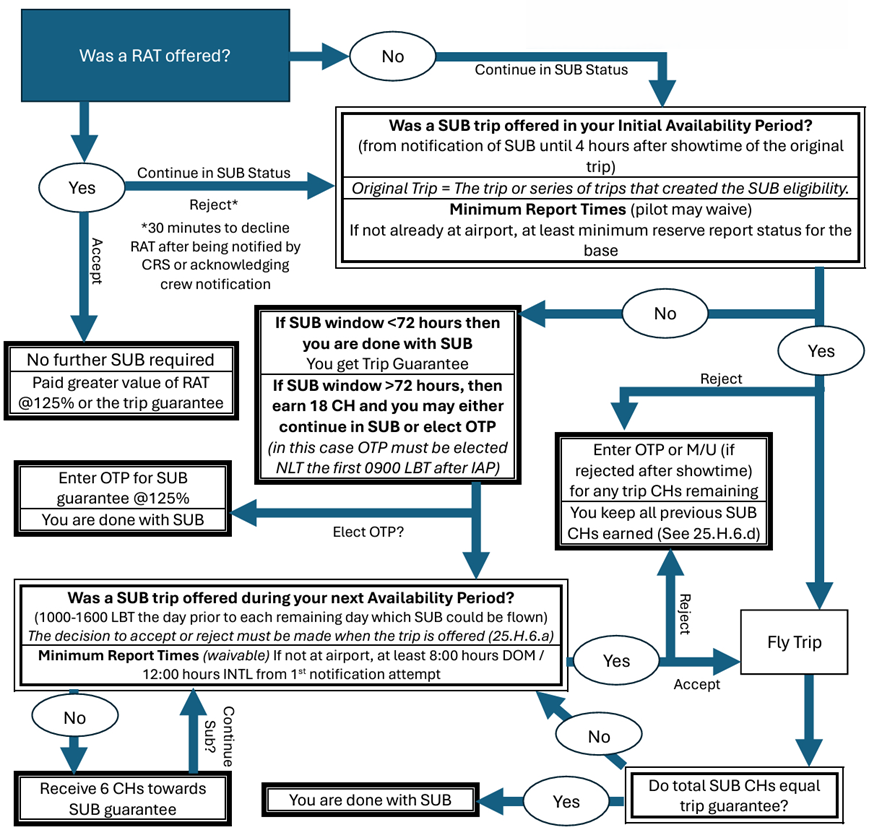 Was a RAT offered?
No
Continue in SUB Status
Was a SUB trip offered in your Initial Availability Period?
(from notification of SUB until 4 hours after showtime of the original
trip)
Original Trip = The trip or series of trips that created the SUB eligibility.
Minimum Report Times (pilot may waive)
If not already at airport, at least minimum reserve report status for the
base
Yes
Continue in SUB Status
Reject*
*30 minutes to decline
RAT after being notified by
CRS or acknowledging
crew notification
Accept
No further SUB required
Paid greater value of RAT
@125% or the trip guarantee
If SUB window <72 hours then
you are done with SUB
You get Trip Guarantee
If SUB window >72 hours, then
earn 18 CH and you may either
continue in SUB or elect OTP
(in this case OTP must be elected
NLT the first 0900 LBT after IAP)
No
Yes
Reject
Enter OTP or M/U (if
rejected after showtime)
for any trip CHs remaining
You keep all previous SUB
CHs earned (See 25.H.6.d)
Enter OTP for SUB
guarantee @125%
You are done with SUB
Elect OTP?
Was a SUB trip offered during your next Availability Period?
(1000-1600 LBT the day prior to each remaining day which SUB could be flown)
The decision to accept or reject must be made when the trip is offered (25.H.6.a)
Minimum Report Times (waivable) If not at airport, at least 8:00 hours DOM /
12:00 hours INTL from 1st notification attempt
Yes
Reject
Accept
Fly Trip
No
Continue
Sub?
Receive 6 CHs towards
SUB guarantee
No
Do total SUB CHs equal
trip guarantee?
Yes
You are done with SUB